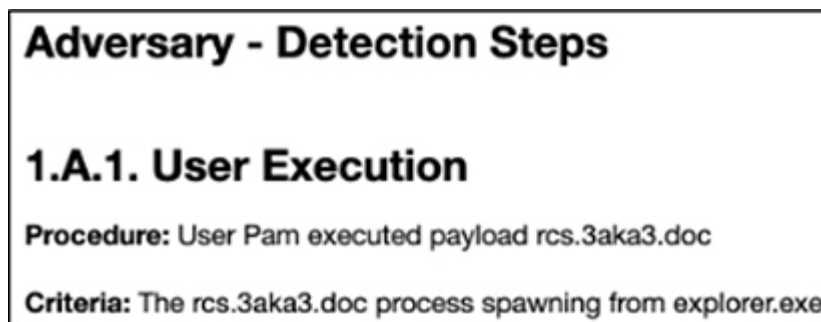 Adversary - Detection Steps
1.A.1. User Execution
Procedure: User Pam executed payload rcs.3aka3.doc
Criteria: The rcs.3aka3.doc process spawning from explorer.exe